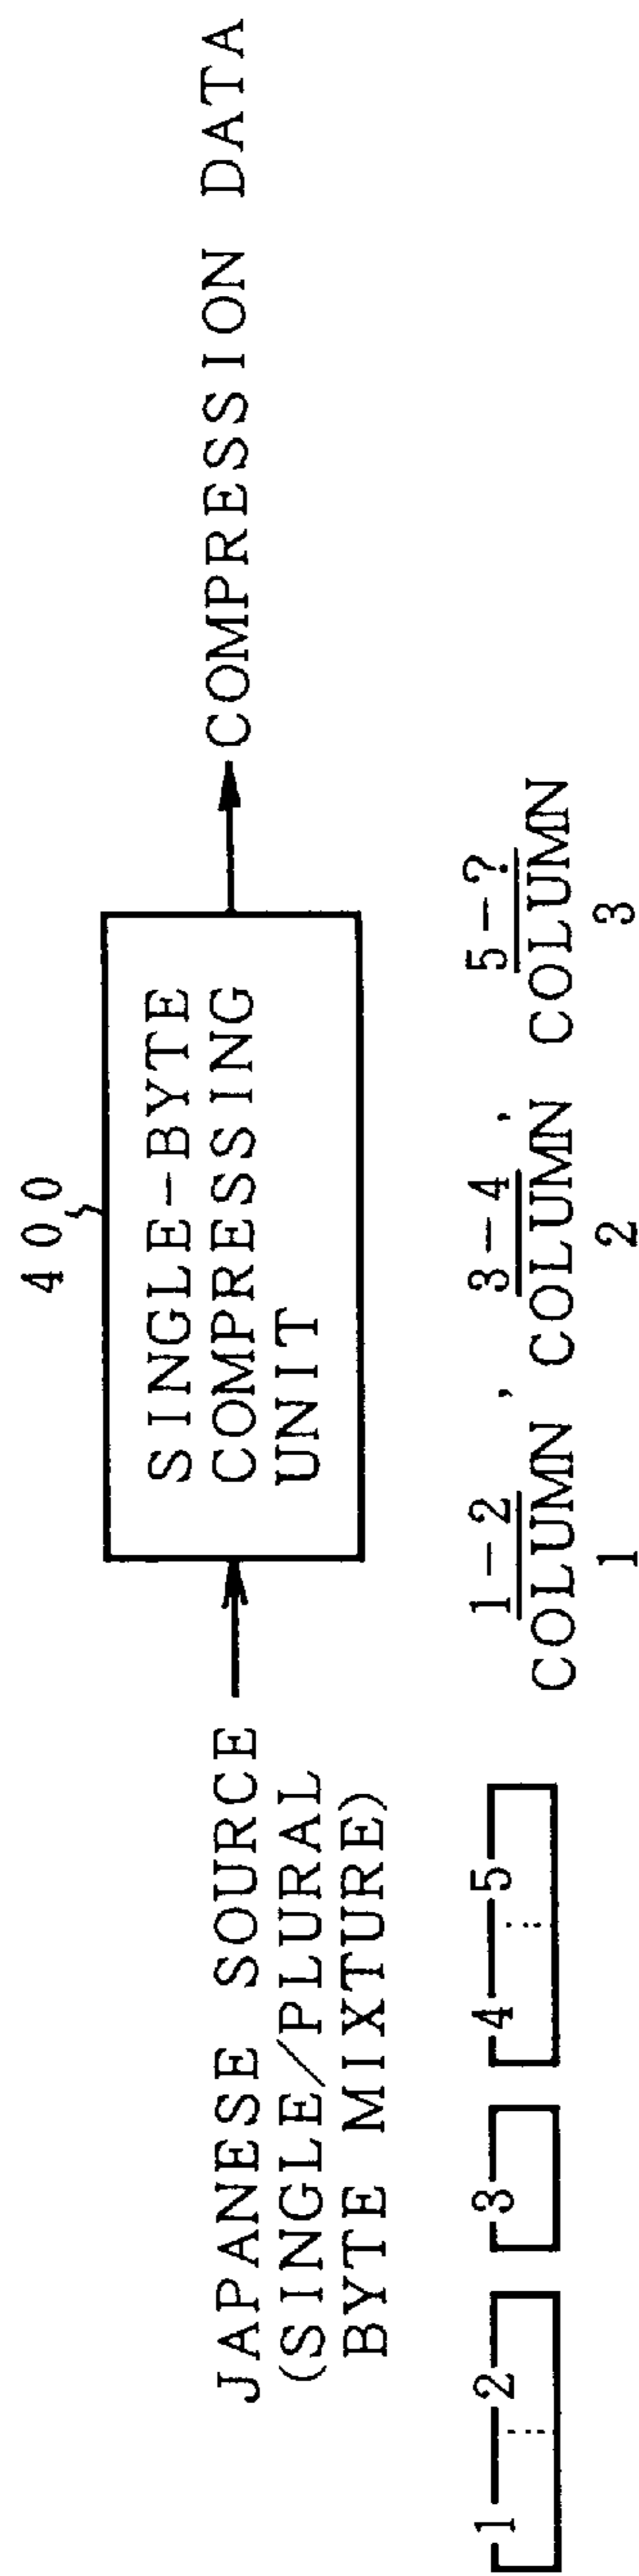 400
JAPANESE SOURCE
(SINGLE/PLURAL
BYTE MIXTURE)
SINGLE-BYTE
COMPRESSING
UNIT
COMPRESSION DATA
1 2 3 4 5
1-2 3-4 5-?
COLUMN, COLUMN, COLUMN
1 2 3